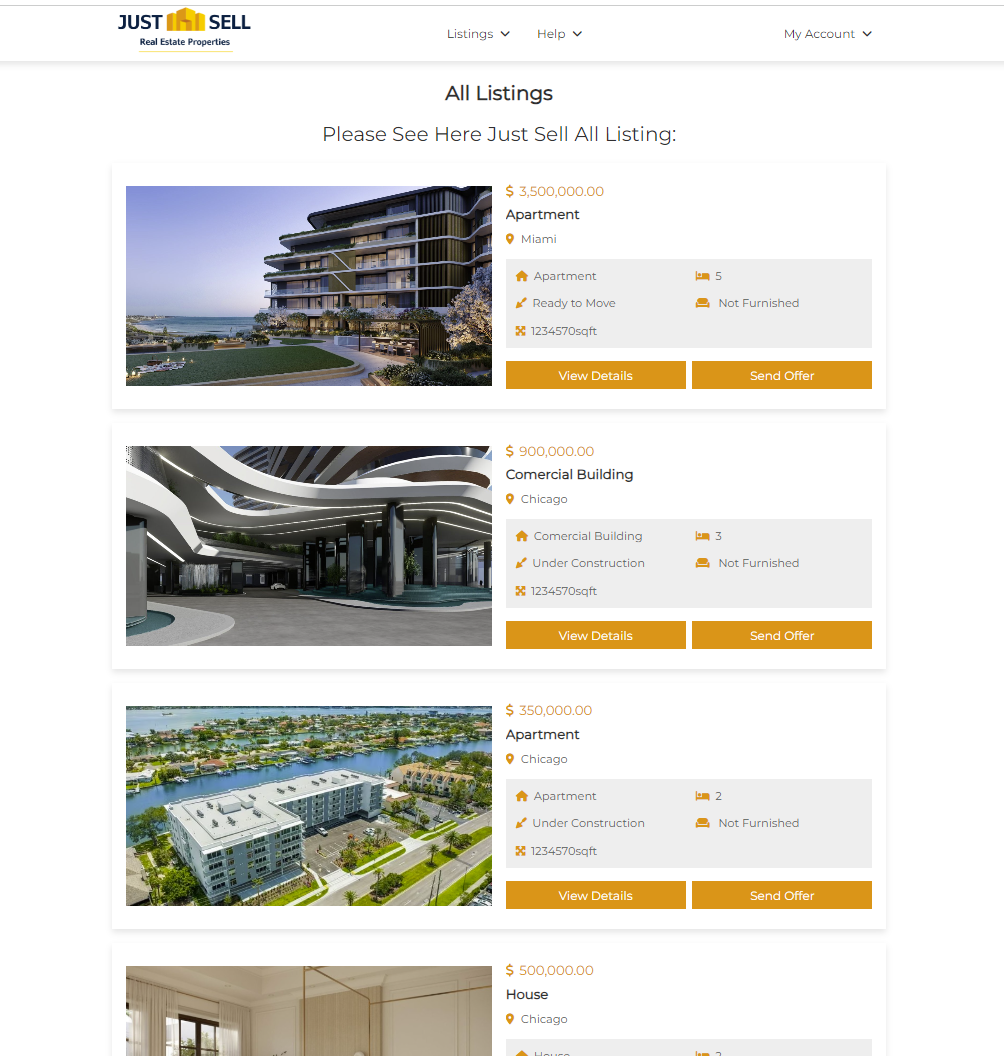 JUST SELL
Real Estate Properties
Listings
Help
My Account
All Listings
Please See Here Just Sell All Listing:
$ 3,500,000.00
Apartment
Miami
Apartment
5
Ready to Move
Not Furnished
1234570sqft
View Details
Send Offer
$ 900,000.00
Comercial Building
Chicago
Comercial Building
3
Under Construction
Not Furnished
1234570sqft
View Details
Send Offer
$ 350,000.00
Apartment
Chicago
Apartment
2
Under Construction
Not Furnished
1234570sqft
View Details
Send Offer
$ 500,000.00
House
Chicago
House